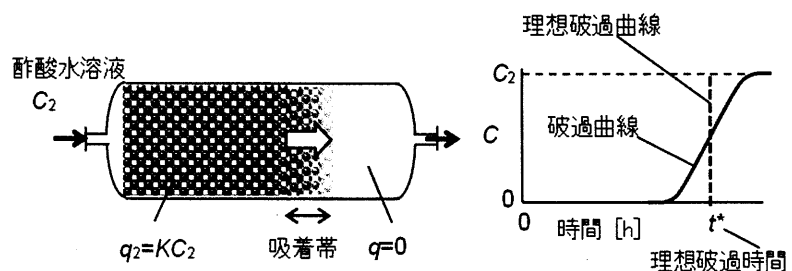 酢酸水溶液
C2
q2=KC2
吸着帯
q=0
理想破過曲線
C2
破過曲線
C
0
0
時間 [h]
t*
理想破過時間